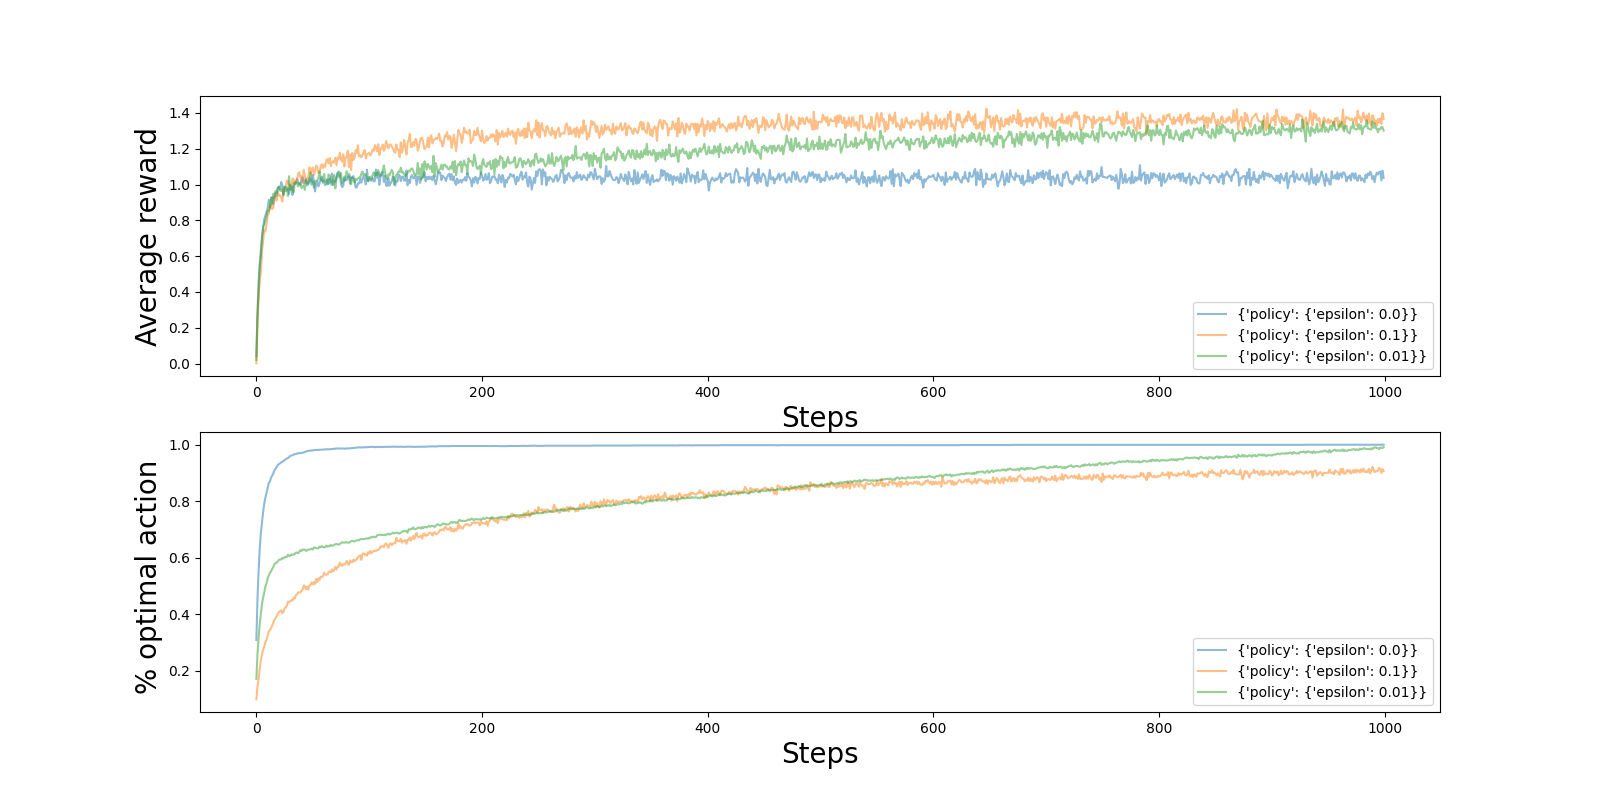 Average reward
1.4
1.2
1.0
0.8
0.6
0.4
0.2
0.0
{'policy': {'epsilon': 0.0}}
{'policy': {'epsilon': 0.1}}
{'policy': {'epsilon': 0.01}}
0 200 400 600 800 1000
Steps
% optimal action
1.0
0.8
0.6
0.4
0.2
{'policy': {'epsilon': 0.0}}
{'policy': {'epsilon': 0.1}}
{'policy': {'epsilon': 0.01}}
0 200 400 600 800 1000
Steps